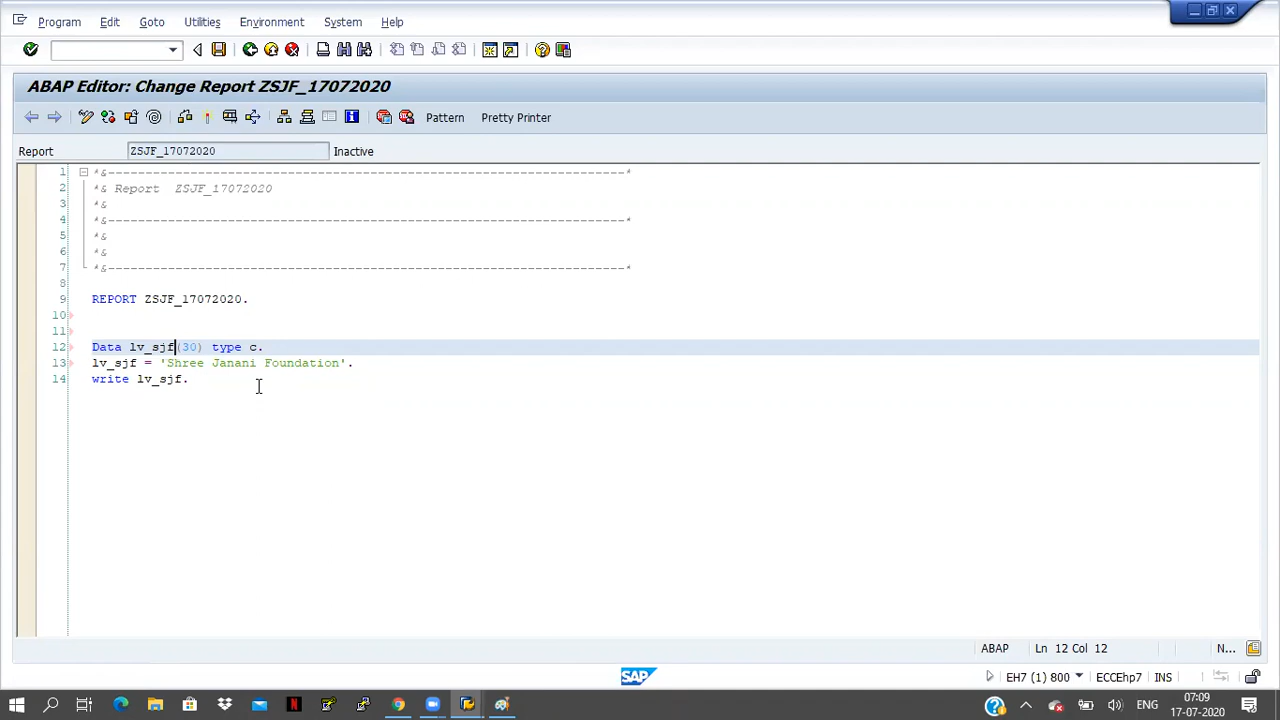 Program Edit Goto Utilities Environment System Help
ABAP Editor: Change Report ZSJF_17072020
Pattern Pretty Printer
Report ZSJF_17072020 Inactive
1 *&---------------------------------------------------------------------*
2 *& Report  ZSJF_17072020
3 *&
4 *&---------------------------------------------------------------------*
5 *&
6 *&
7 *&---------------------------------------------------------------------*
8
9 REPORT ZSJF_17072020.
10
11
12 Data lv_sjf(30) type c.
13 lv_sjf = 'Shree Janani Foundation'.
14 write lv_sjf.
ABAP Ln 12 Col 12 N...
SAP EH7 (1) 800 ECCEhp7 INS
ENG 07:09
17-07-2020